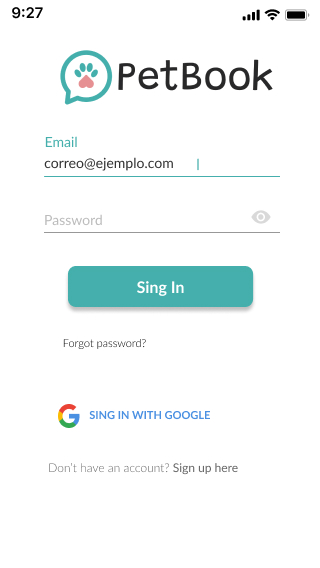 9:27
PetBook
Email
correo@ejemplo.com
Password
Sing In
Forgot password?
SING IN WITH GOOGLE
Don't have an account? Sign up here